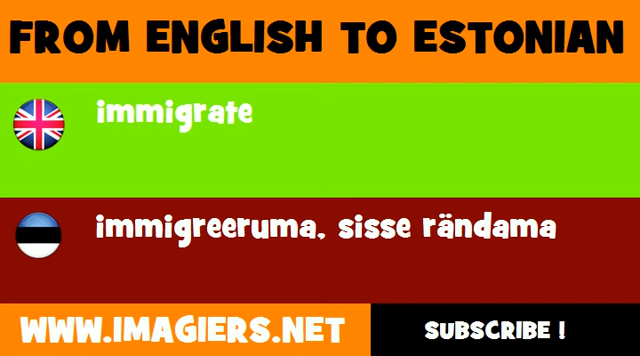 FROM ENGLISH TO ESTONIAN
immigrate
immigreeruma, sisse rändama
WWW.IMAGIERS.NET
SUBSCRIBE !